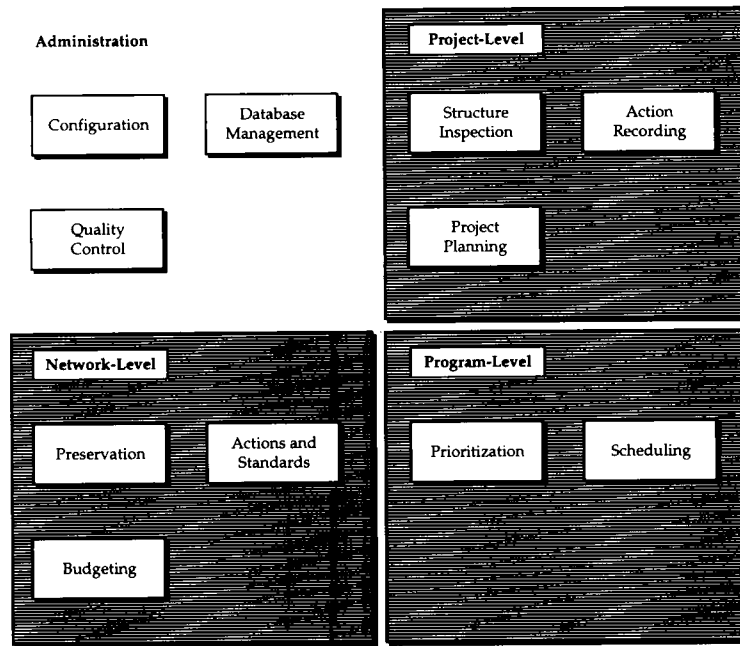 Administration
Configuration
Database
Management
Quality
Control
Project-Level
Structure
Inspection
Action
Recording
Project
Planning
Network-Level
Preservation
Actions and
Standards
Budgeting
Program-Level
Prioritization
Scheduling